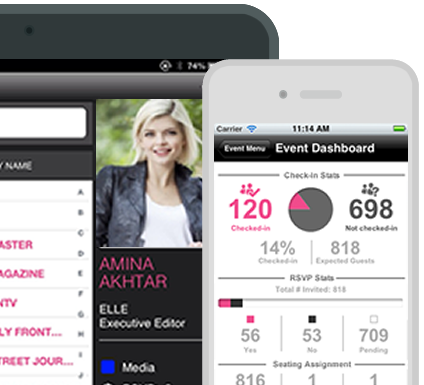 74%
Y NAME
A
B
C
D
E
F
G
H
I
J
ASTER
AGAZINE
NTV
LY FRONT...
TREET JOUR...
AMINA
AKHTAR
ELLE
Executive Editor
Media
Carrier 11:14 AM
Event Menu Event Dashboard
Check-in Stats
120 698
Checked-in Not checked-in
14% 818
Checked-in Expected Guests
RSVP Stats
Total # Invited: 818
56 53 709
Yes No Pending
Seating Assignment
816 1 1